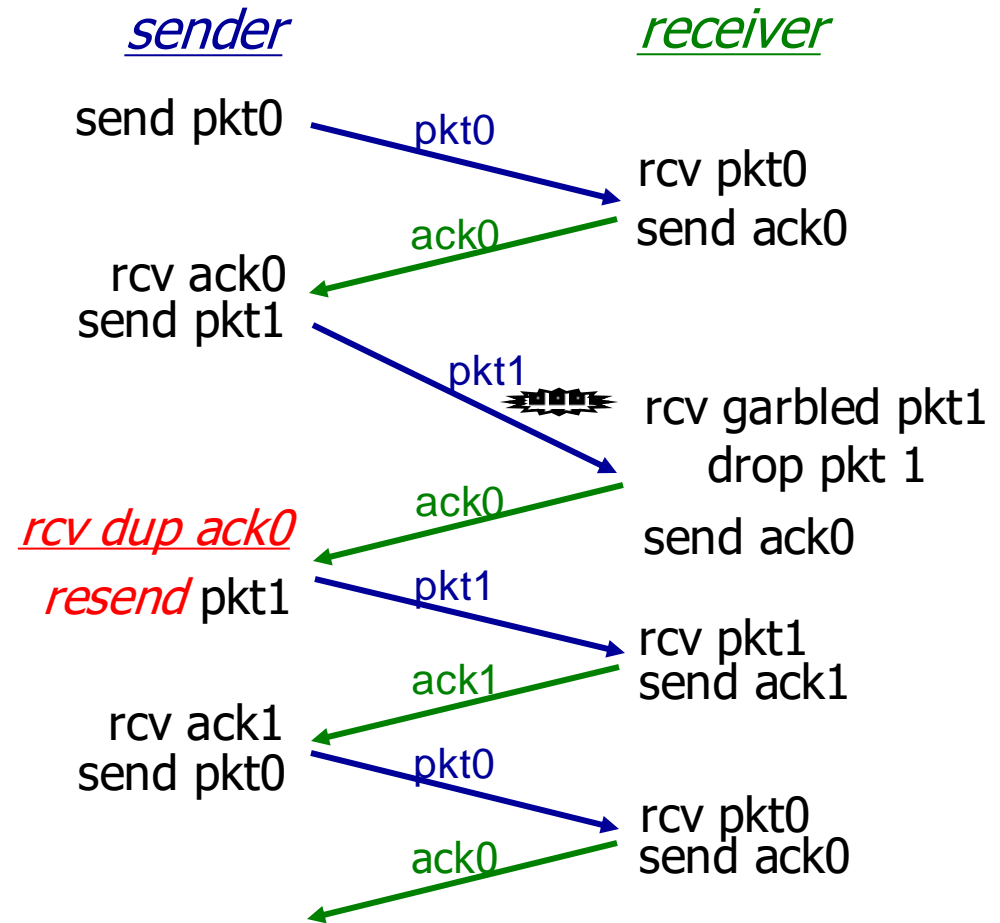 sender
receiver
send pkt0
pkt0
rcv pkt0
send ack0
ack0
rcv ack0
send pkt1
pkt1
rcv garbled pkt1
drop pkt 1
ack0
send ack0
rcv dup ack0
resend pkt1
pkt1
rcv pkt1
send ack1
ack1
rcv ack1
send pkt0
pkt0
rcv pkt0
send ack0
ack0